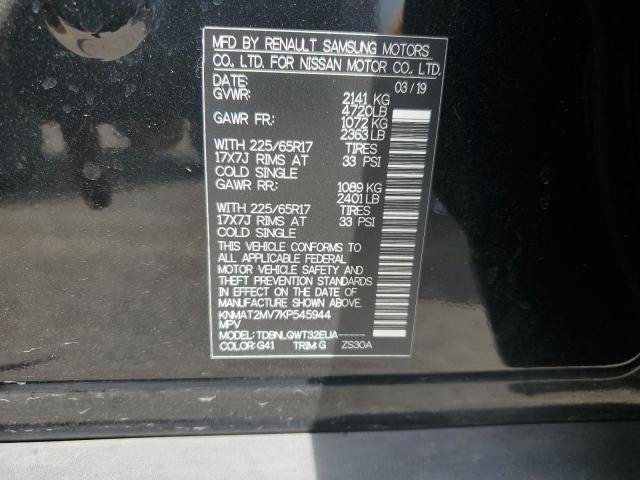 MFD BY RENAULT SAMSUNG MOTORS
CO., LTD. FOR NISSAN MOTOR CO., LTD.
DATE: 03/19
GVWR: 2141 KG
4720LB
GAWR FR: 1072 KG
2363 LB
WITH 225/65R17 TIRES
17X7J RIMS AT 33 PSI
COLD SINGLE
GAWR RR: 1089 KG
2401 LB
WITH 225/65R17 TIRES
17X7J RIMS AT 33 PSI
COLD SINGLE
THIS VEHICLE CONFORMS TO
ALL APPLICABLE FEDERAL
MOTOR VEHICLE SAFETY AND
THEFT PREVENTION
STANDARDS IN EFFECT ON
THE DATE OF MANUFACTURE
SHOWN ABOVE.
KNMAT2MV7KP545944
MPV
MODEL: TDBNLQWT32EUA-----
COLOR: G41 TRIM: G ZS30A